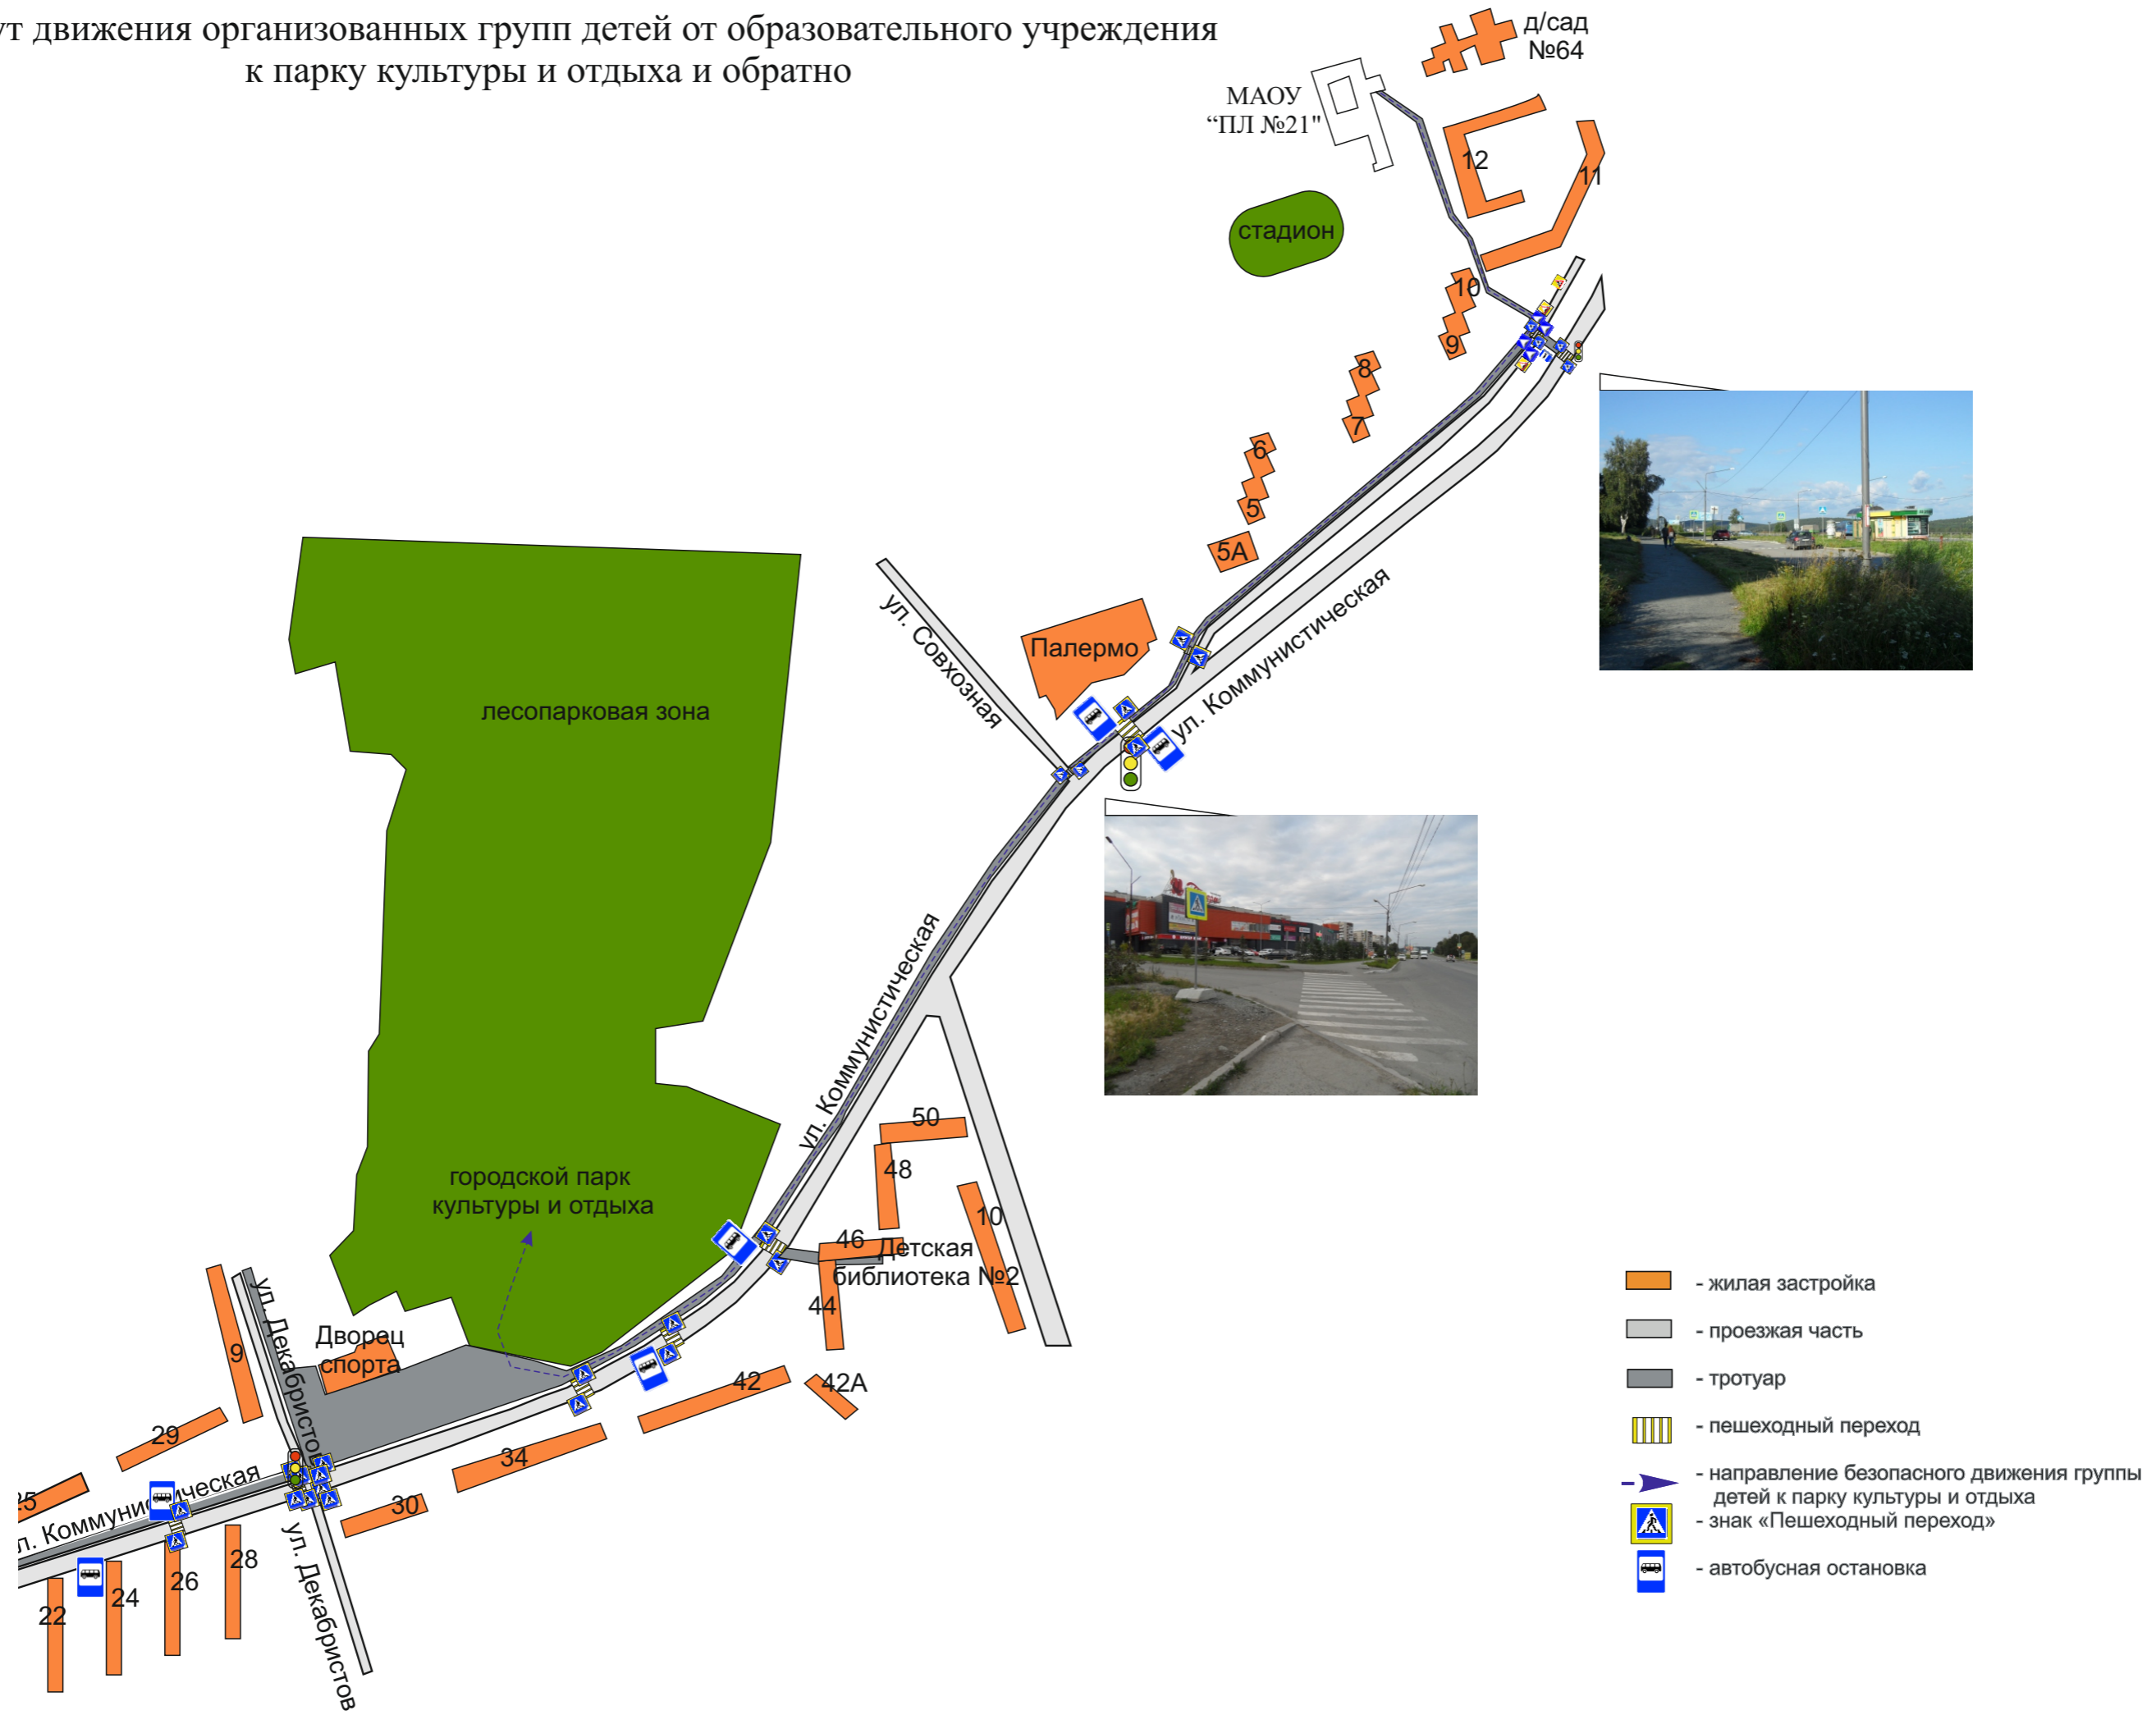 ут движения организованных групп детей от образовательного учреждения
к парку культуры и отдыха и обратно
д/сад
№64
МАОУ
“ПЛ №21"
12
11
стадион
10
9
8
7
6
5
5А
ул. Совхозная
Палермо
ул. Коммунистическая
лесопарковая зона
ул. Коммунистическая
городской парк
культуры и отдыха
50
48
10
46
Детская
библиотека №2
44
ул. Декабристов
9
Дворец
спорта
42
42А
29
34
25
30
л. Коммунистическая
28
26
24
22
ул. Декабристов
- жилая застройка
- проезжая часть
- тротуар
- пешеходный переход
- направление безопасного движения группы
детей к парку культуры и отдыха
- знак «Пешеходный переход»
- автобусная остановка